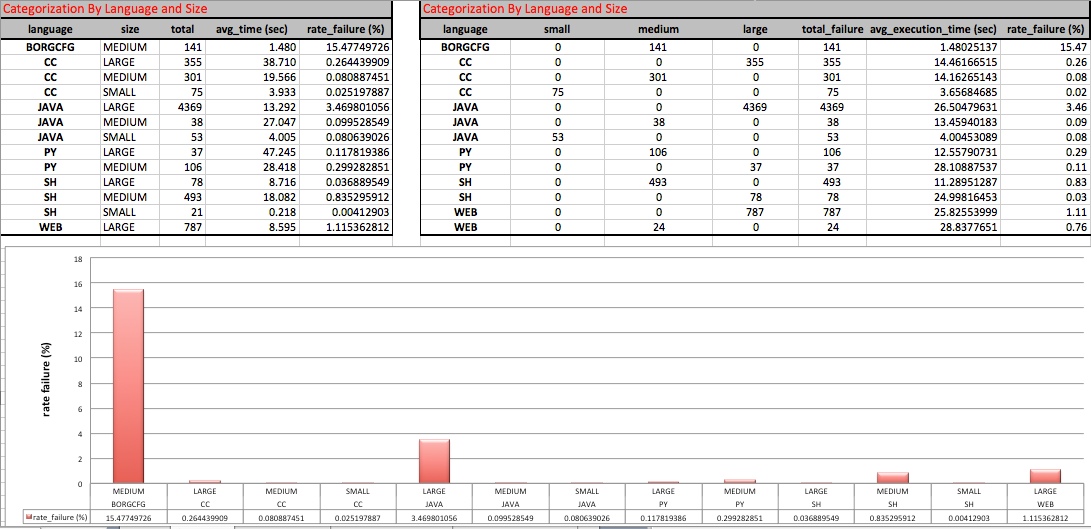 Categorization By Language and Size
language size total avg_time (sec) rate_failure (%)
BORGCFG MEDIUM 141 1.480 15.47749726
CC LARGE 355 38.710 0.264439909
CC MEDIUM 301 19.566 0.080887451
CC SMALL 75 3.933 0.025197887
JAVA LARGE 4369 13.292 3.469801056
JAVA MEDIUM 38 27.047 0.099528549
JAVA SMALL 53 4.005 0.080639026
PY LARGE 37 47.245 0.117819386
PY MEDIUM 106 28.418 0.299282851
SH LARGE 78 8.716 0.036889549
SH MEDIUM 493 18.082 0.835295912
SH SMALL 21 0.218 0.00412903
WEB LARGE 787 8.595 1.115362812
Categorization By Language and Size
language small medium large total_failure avg_execution_time (sec) rate_failure (%)
BORGCFG 0 141 0 141 1.48025137 15.47
CC 0 0 355 355 14.46166515 0.26
CC 0 301 0 301 14.16265143 0.08
CC 75 0 0 75 3.65684685 0.02
JAVA 0 0 4369 4369 26.50479631 3.46
JAVA 0 38 0 38 13.45940183 0.09
JAVA 53 0 0 53 4.00453089 0.08
PY 0 106 0 106 12.55790731 0.29
PY 0 0 37 37 28.10887537 0.11
SH 0 493 0 493 11.28951287 0.83
SH 0 0 78 78 24.99816453 0.03
WEB 0 0 787 787 25.82553999 1.11
WEB 0 24 0 24 28.8377651 0.76
rate failure (%)
18
16
14
12
10
8
6
4
2
0
MEDIUM LARGE MEDIUM SMALL LARGE MEDIUM SMALL LARGE MEDIUM LARGE MEDIUM SMALL LARGE
BORGCFG CC CC CC JAVA JAVA JAVA PY PY SH SH SH WEB
rate_failure (%) 15.47749726 0.264439909 0.080887451 0.025197887 3.469801056 0.099528549 0.080639026 0.117819386 0.299282851 0.036889549 0.835295912 0.00412903 1.115362812